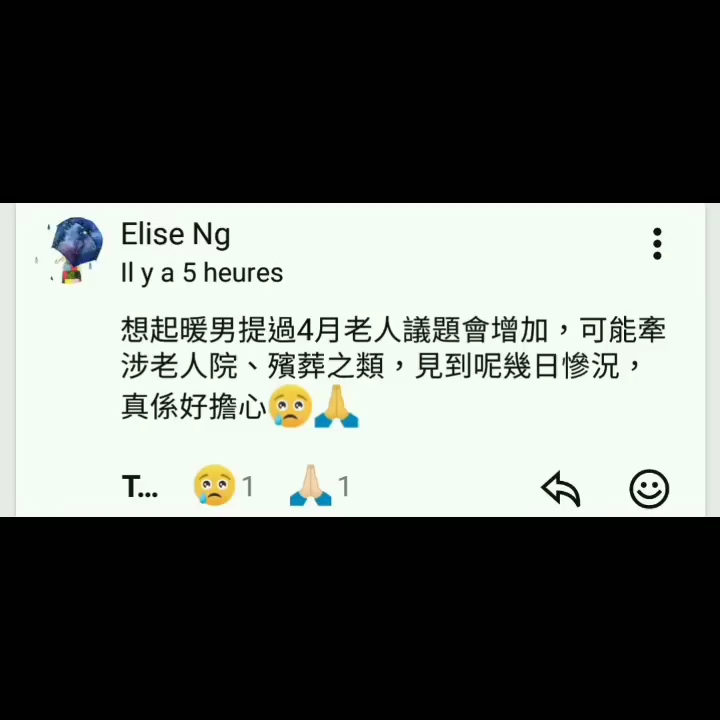 Elise Ng
Il y a 5 heures
想起暖男提過4月老人議題會增加，可能牽
涉老人院、殯葬之類，見到呢幾日慘況，
真係好擔心😢🙏
T... 😢1 🙏🏻1